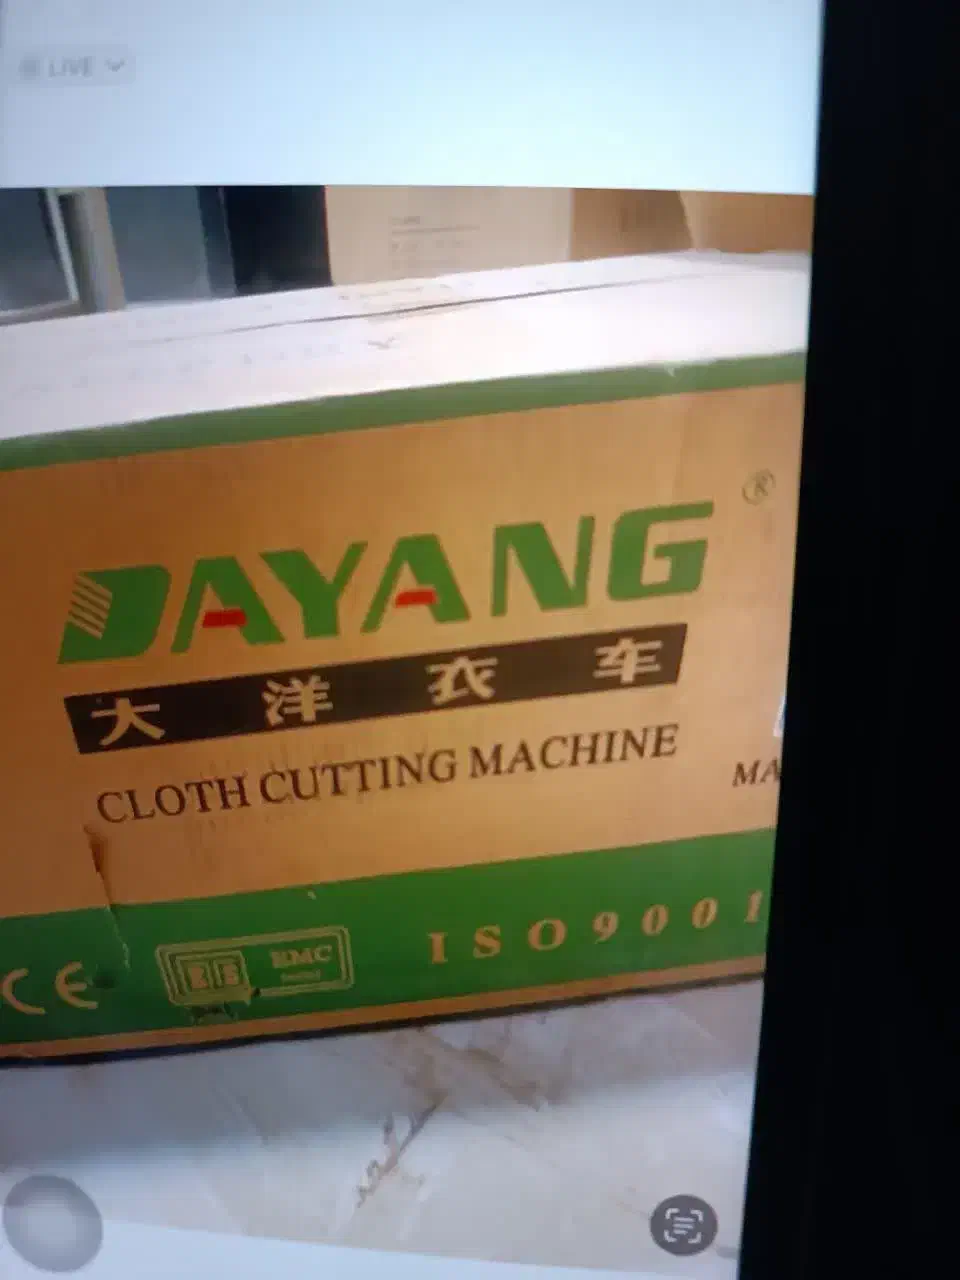 LIVE
DAYANG ®
大洋衣车
CLOTH CUTTING MACHINE
MA
CE
EMC
ISO9001